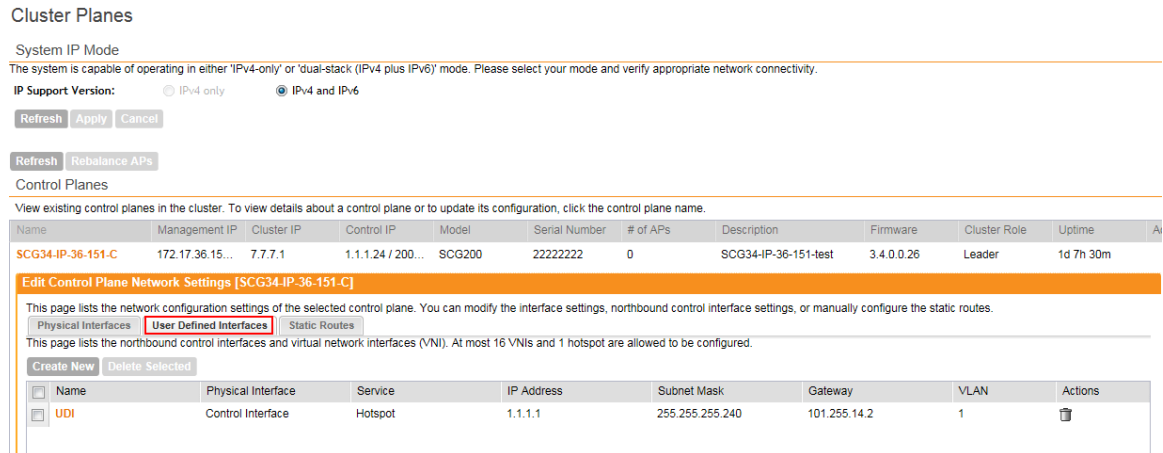 Cluster Planes
System IP Mode
The system is capable of operating in either 'IPv4-only' or 'dual-stack (IPv4 plus IPv6)' mode. Please select your mode and verify appropriate network connectivity.
IP Support Version: IPv4 only IPv4 and IPv6
Refresh Apply Cancel
Refresh Rebalance APs
Control Planes
View existing control planes in the cluster. To view details about a control plane or to update its configuration, click the control plane name.
Name Management IP Cluster IP Control IP Model Serial Number # of APs Description Firmware Cluster Role Uptime A
SCG34-IP-36-151-C 172.17.36.15... 7.7.7.1 1.1.1.24 / 200... SCG200 22222222 0 SCG34-IP-36-151-test 3.4.0.0.26 Leader 1d 7h 30m
Edit Control Plane Network Settings [SCG34-IP-36-151-C]
This page lists the network configuration settings of the selected control plane. You can modify the interface settings, northbound control interface settings, or manually configure the static routes.
Physical Interfaces User Defined Interfaces Static Routes
This page lists the northbound control interfaces and virtual network interfaces (VNI). At most 16 VNIs and 1 hotspot are allowed to be configured.
Create New Delete Selected
Name Physical Interface Service IP Address Subnet Mask Gateway VLAN Actions
UDI Control Interface Hotspot 1.1.1.1 255.255.255.240 101.255.14.2 1